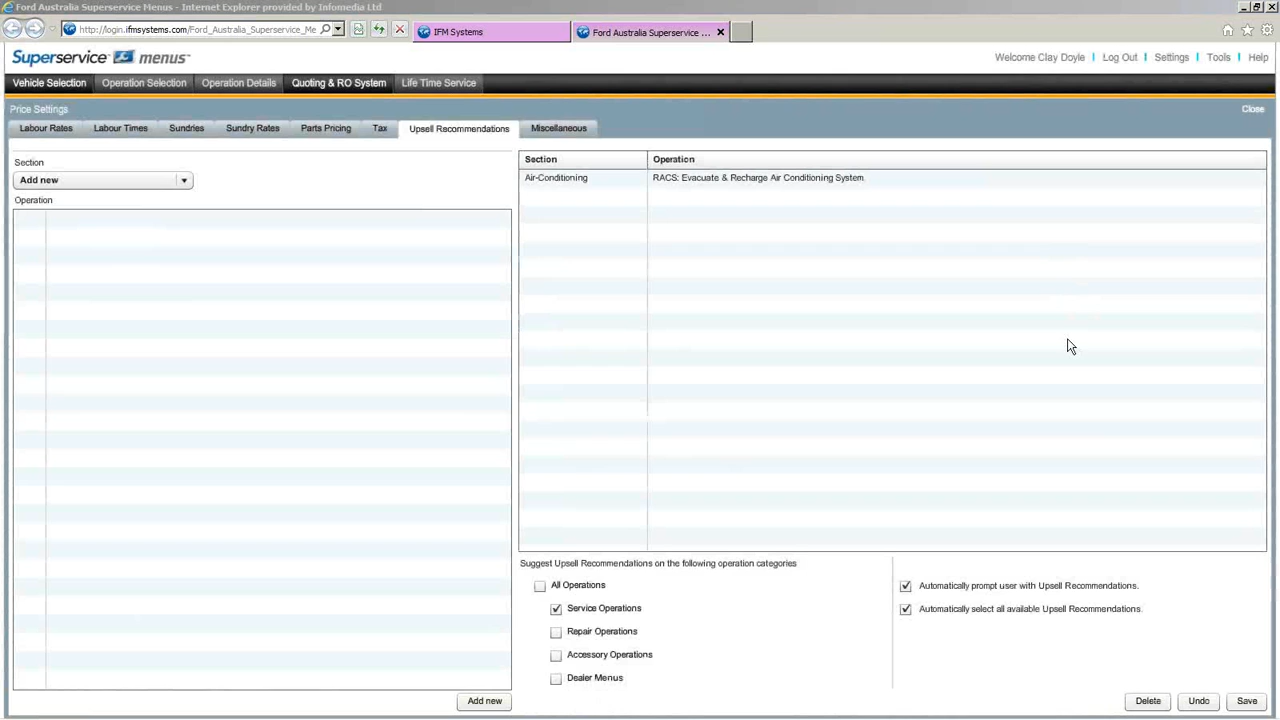 Ford Australia Superservice Menus - Internet Explorer provided by Infomedia Ltd
http://login.ifmsystems.com/Ford_Australia_Superservice_Me
IFM Systems
Ford Australia Superservice ...
Superservice menus
Welcome Clay Doyle
Log Out
Settings
Tools
Help
Vehicle Selection
Operation Selection
Operation Details
Quoting & RO System
Life Time Service
Price Settings
Close
Labour Rates
Labour Times
Sundries
Sundry Rates
Parts Pricing
Tax
Upsell Recommendations
Miscellaneous
Section
Add new
Operation
Section
Operation
Air-Conditioning
RACS: Evacuate & Recharge Air Conditioning System
Suggest Upsell Recommendations on the following operation categories
All Operations
Service Operations
Repair Operations
Accessory Operations
Dealer Menus
Automatically prompt user with Upsell Recommendations.
Automatically select all available Upsell Recommendations.
Add new
Delete
Undo
Save